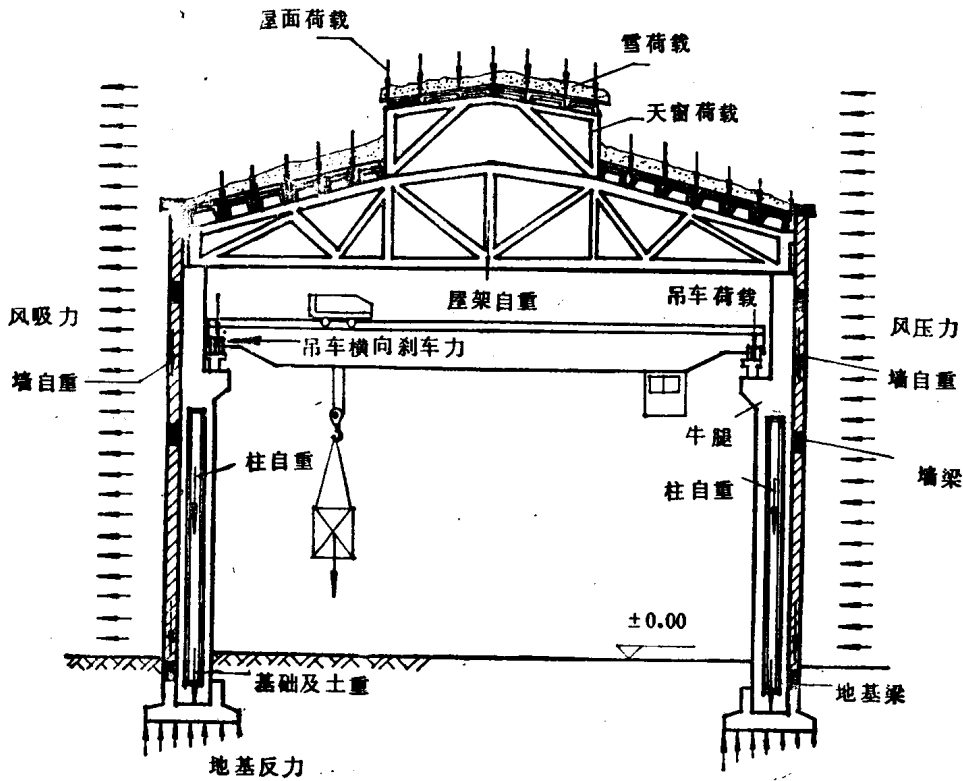 屋面荷载
雪荷载
天窗荷载
屋架自重
吊车荷载
风吸力
风压力
吊车横向刹车力
墙自重
墙自重
牛腿
柱自重
墙梁
柱自重
±0.00
基础及土重
地基梁
地基反力